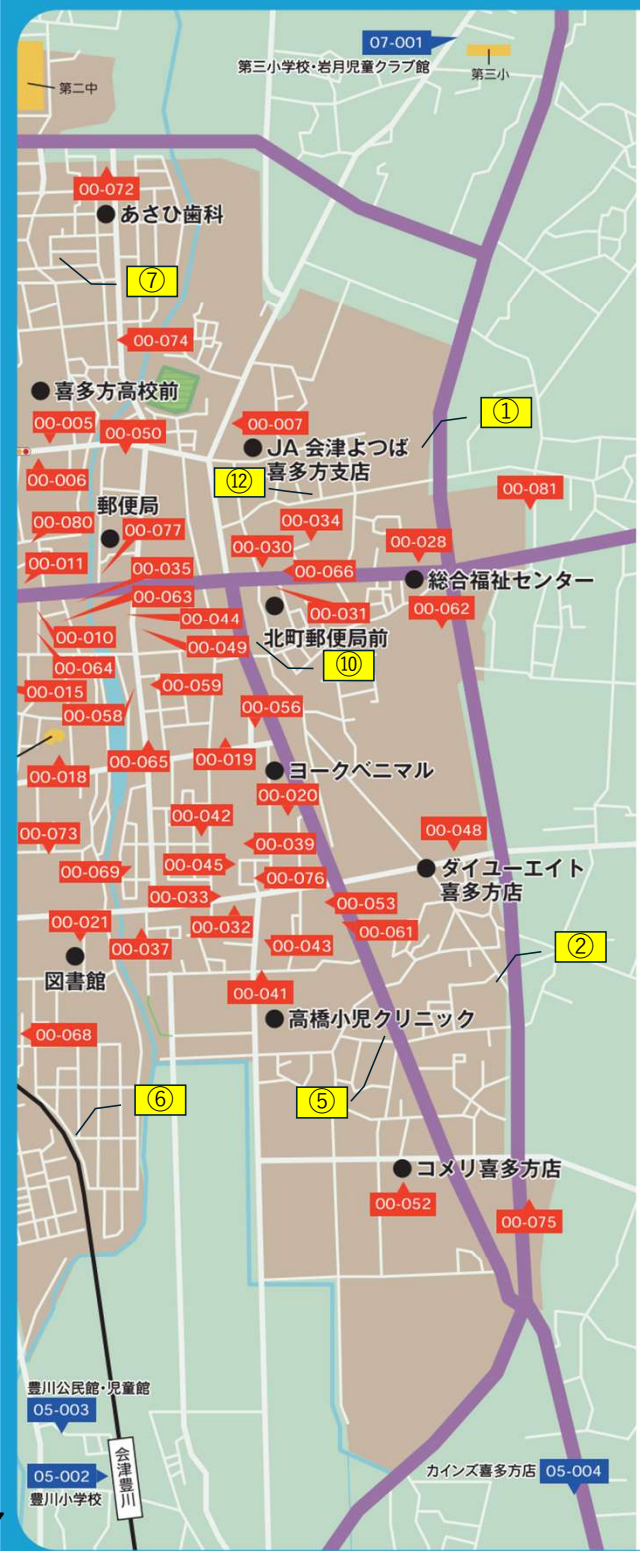 07-001
第三小学校・岩月児童クラブ館
第三小
第二中
00-072
あさひ歯科
⑦
00-074
喜多方高校前
①
00-005
00-050
00-007
JA 会津よつば
喜多方支店
00-006
⑫
00-081
00-080
郵便局
00-077
00-034
00-028
00-030
00-011
00-035
00-066
総合福祉センター
00-063
00-031
00-062
00-044
00-010
00-049
北町郵便局前
⑩
00-064
00-015
00-059
00-058
00-056
00-065
00-019
00-018
ヨークベニマル
00-020
00-042
00-073
00-048
00-039
00-045
00-069
ダイユーエイト
喜多方店
00-076
00-033
00-053
00-021
00-032
00-061
00-037
00-043
②
図書館
00-041
高橋小児クリニック
00-068
⑥
⑤
コメリ喜多方店
00-052
00-075
豊川公民館・児童館
05-003
会津豊川
05-002
豊川小学校
カインズ喜多方店
05-004